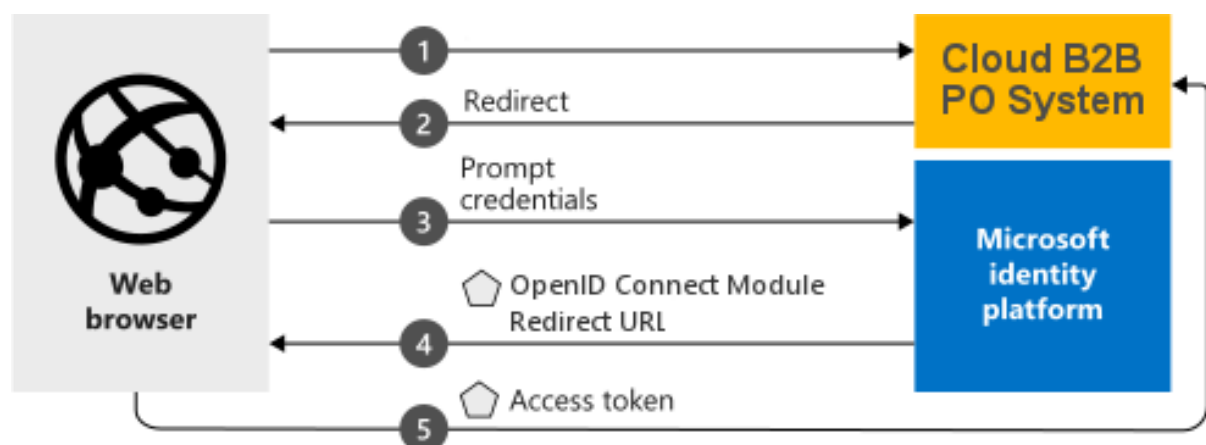 1
Cloud B2B
PO System
Redirect
2
Prompt
credentials
3
Microsoft
identity
platform
Web
browser
OpenID Connect Module
Redirect URL
4
Access token
5